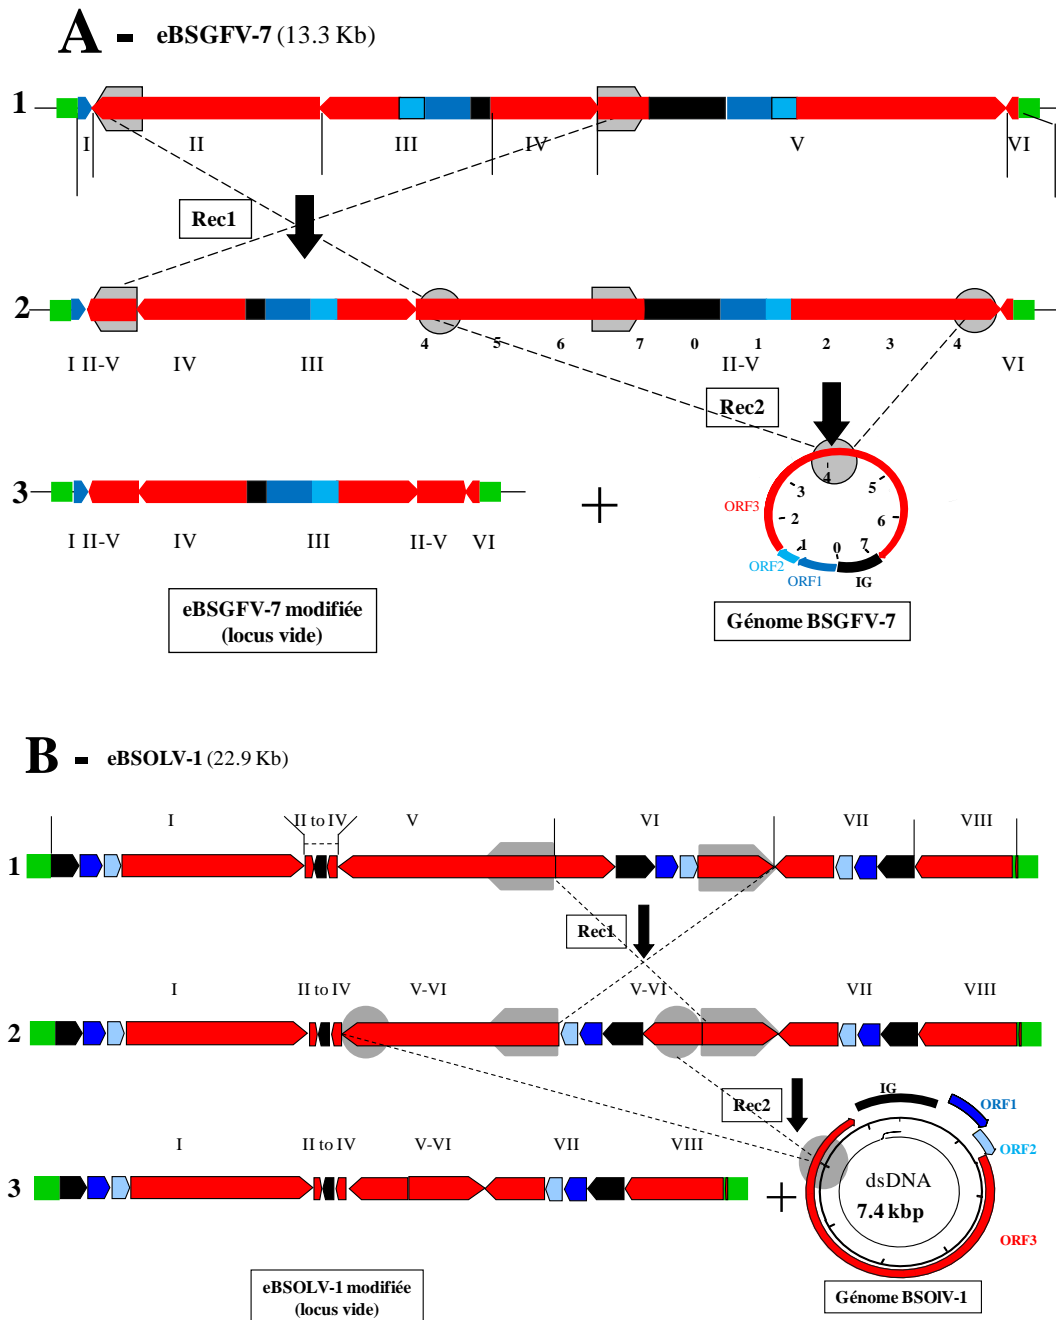 A - eBSGFV-7 (13.3 Kb)
1
I II III IV V VI
Rec1
2
4 5 6 7 0 1 2 3 4
I II-V IV III II-V VI
Rec2
3
I II-V IV III II-V VI
+
4
3 5
ORF3
2 6
1 0 7
ORF2
ORF1 IG
eBSGFV-7 modifiée
(locus vide)
Génome BSGFV-7
B - eBSOLV-1 (22.9 Kb)
I II to IV V VI VII VIII
1
Rec1
I II to IV V-VI V-VI VII VIII
2
Rec2
IG
ORF1
ORF2
I II to IV V-VI VII VIII
3
+
dsDNA
7.4 kbp
ORF3
eBSOLV-1 modifiée
(locus vide)
Génome BSOlV-1